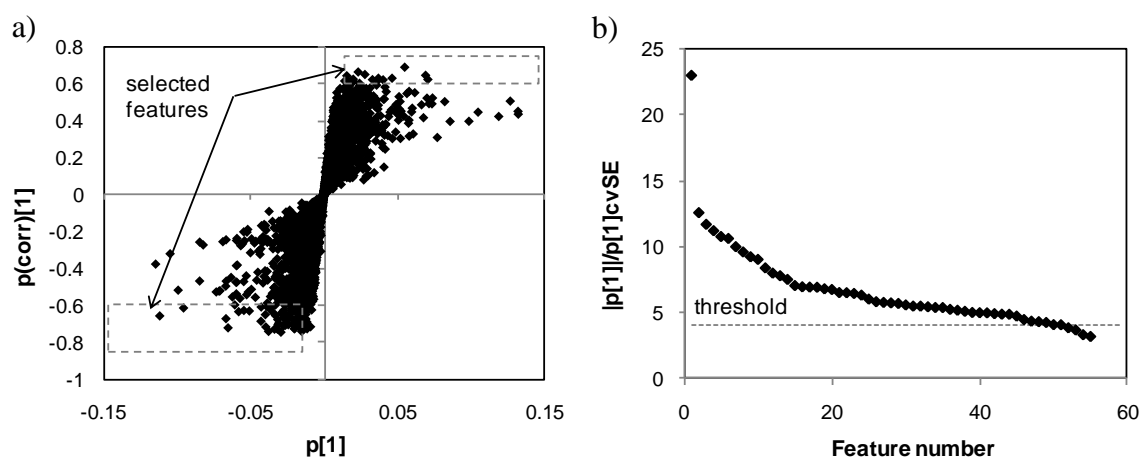 a)
0.8
0.6
0.4
0.2
0
-0.2
-0.4
-0.6
-0.8
-1
-0.15
-0.05
0.05
0.15
p(corr)[1]
p[1]
selected
features
b)
25
20
15
10
5
0
0
20
40
60
|p[1]|/p[1]cvSE
threshold
Feature number